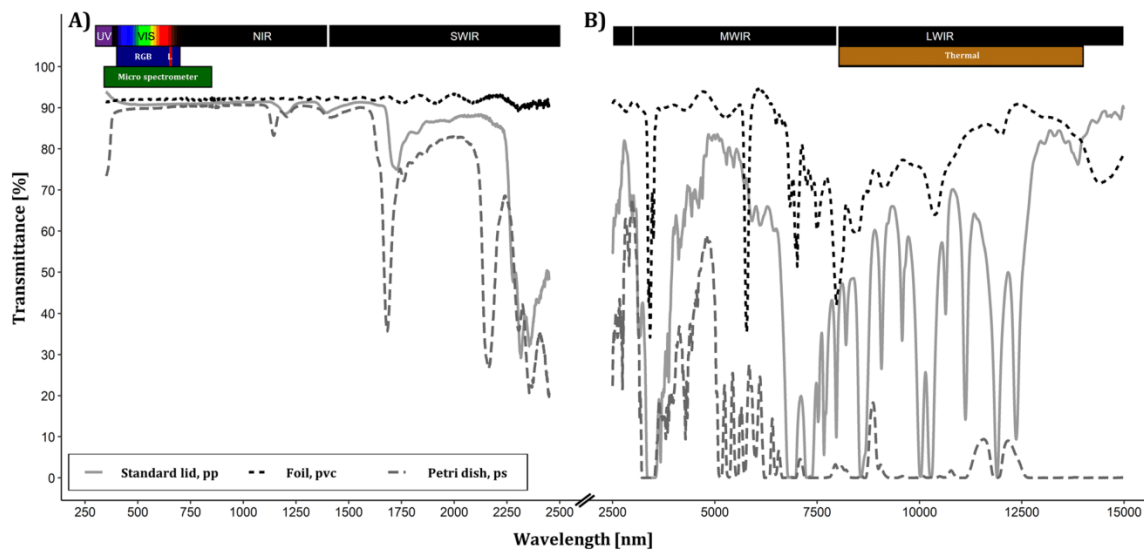 A)
B)
UV VIS NIR SWIR
MWIR LWIR
RGB L
Thermal
Micro spectrometer
Transmittance [%]
100
90
80
70
60
50
40
30
20
10
0
Standard lid, pp Foil, pvc Petri dish, ps
250 500 750 1000 1250 1500 1750 2000 2250 2500
5000 7500 10000 12500 15000
Wavelength [nm]